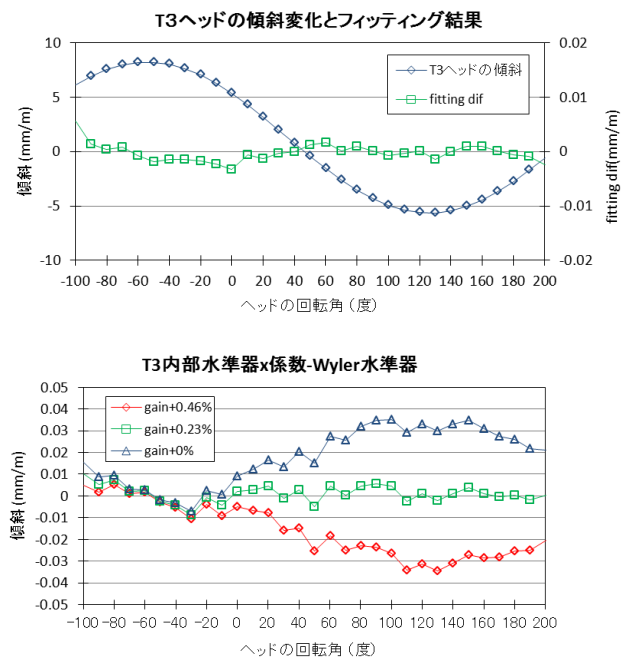 T3ヘッドの傾斜変化とフィッティング結果
10
5
0
-5
-10
傾斜 (mm/m)
0.02
0.01
0
-0.01
-0.02
fitting dif(mm/m)
T3ヘッドの傾斜
fitting dif
-100 -80 -60 -40 -20 0 20 40 60 80 100 120 140 160 180 200
ヘッドの回転角 (度)
T3内部水準器x係数-Wyler水準器
0.05
0.04
0.03
0.02
0.01
0
-0.01
-0.02
-0.03
-0.04
-0.05
傾斜 (mm/m)
gain+0.46%
gain+0.23%
gain+0%
-100 -80 -60 -40 -20 0 20 40 60 80 100 120 140 160 180 200
ヘッドの回転角 (度)